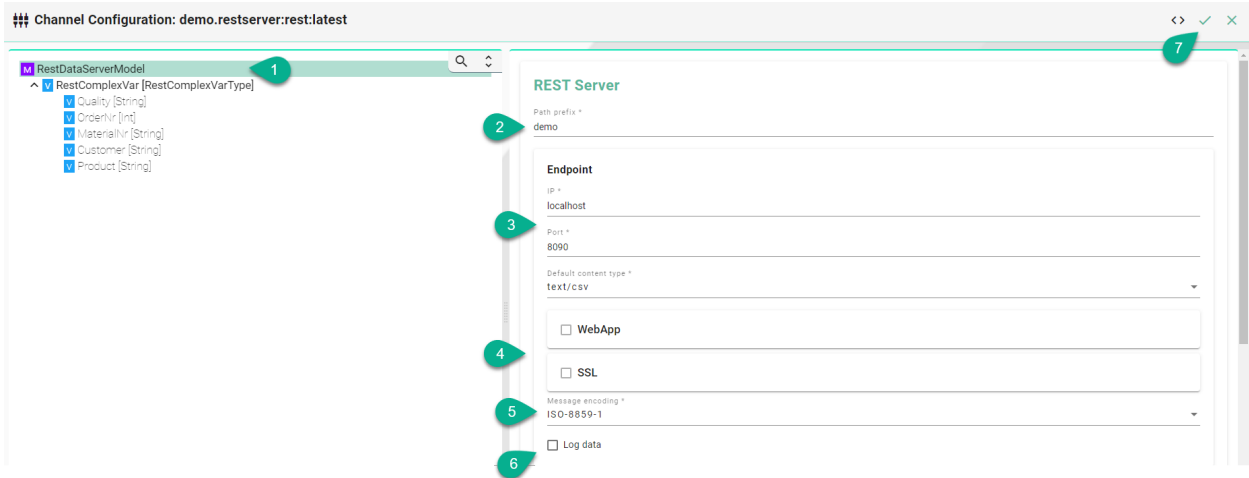 Channel Configuration: demo.restserver:rest:latest
<>
7
M RestDataServerModel
1
V RestComplexVar [RestComplexVarType]
V Quality [String]
V OrderNr [Int]
V MaterialNr [String]
V Customer [String]
V Product [String]
REST Server
Path prefix *
2
demo
Endpoint
IP *
localhost
3
Port *
8090
Default content type *
text/csv
WebApp
4
SSL
Message encoding *
5
ISO-8859-1
Log data
6